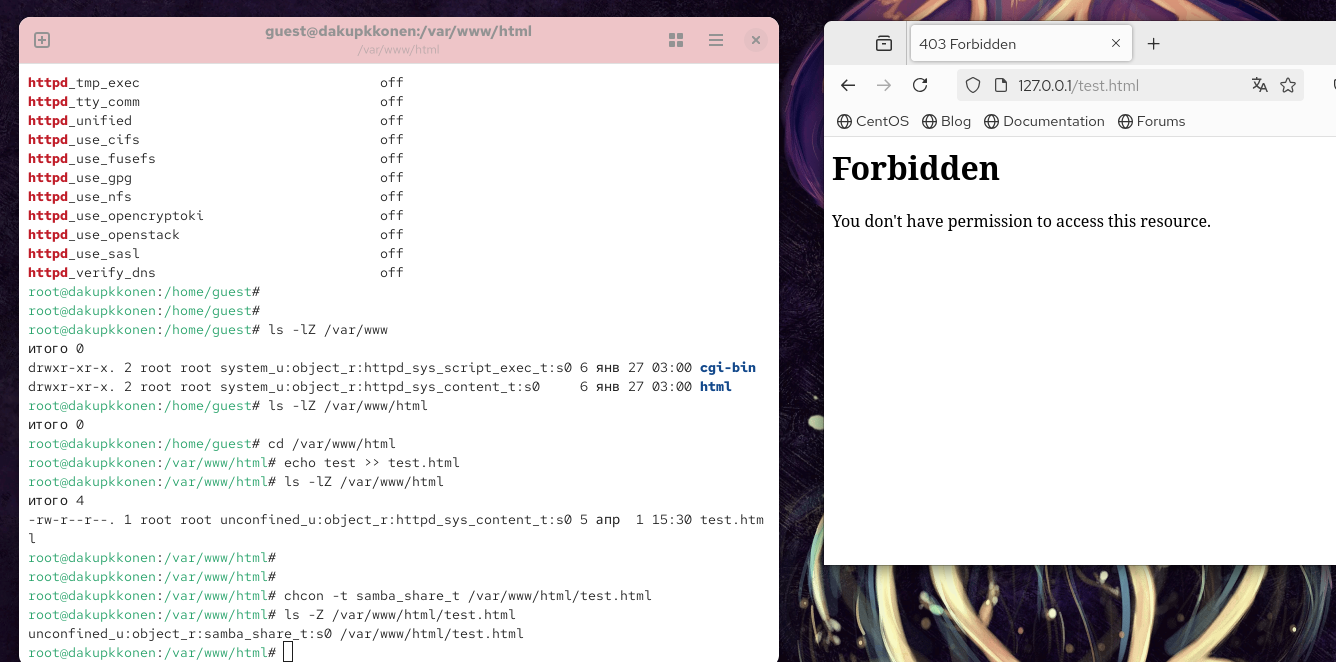 guest@dakupkkonen:/var/www/html
/var/www/html
httpd_tmp_exec off
httpd_tty_comm off
httpd_unified off
httpd_use_cifs off
httpd_use_fusefs off
httpd_use_gpg off
httpd_use_nfs off
httpd_use_opencryptoki off
httpd_use_openstack off
httpd_use_sasl off
httpd_verify_dns off
root@dakupkkonen:/home/guest#
root@dakupkkonen:/home/guest#
root@dakupkkonen:/home/guest# ls -lZ /var/www
итого 0
drwxr-xr-x. 2 root root system_u:object_r:httpd_sys_script_exec_t:s0 6 янв 27 03:00 cgi-bin
drwxr-xr-x. 2 root root system_u:object_r:httpd_sys_content_t:s0     6 янв 27 03:00 html
root@dakupkkonen:/home/guest# ls -lZ /var/www/html
итого 0
root@dakupkkonen:/home/guest# cd /var/www/html
root@dakupkkonen:/var/www/html# echo test >> test.html
root@dakupkkonen:/var/www/html# ls -lZ /var/www/html
итого 4
-rw-r--r--. 1 root root unconfined_u:object_r:httpd_sys_content_t:s0 5 апр  1 15:30 test.htm
l
root@dakupkkonen:/var/www/html#
root@dakupkkonen:/var/www/html#
root@dakupkkonen:/var/www/html# chcon -t samba_share_t /var/www/html/test.html
root@dakupkkonen:/var/www/html# ls -Z /var/www/html/test.html
unconfined_u:object_r:samba_share_t:s0 /var/www/html/test.html
root@dakupkkonen:/var/www/html#
403 Forbidden
127.0.0.1/test.html
CentOS Blog Documentation Forums
Forbidden
You don't have permission to access this resource.